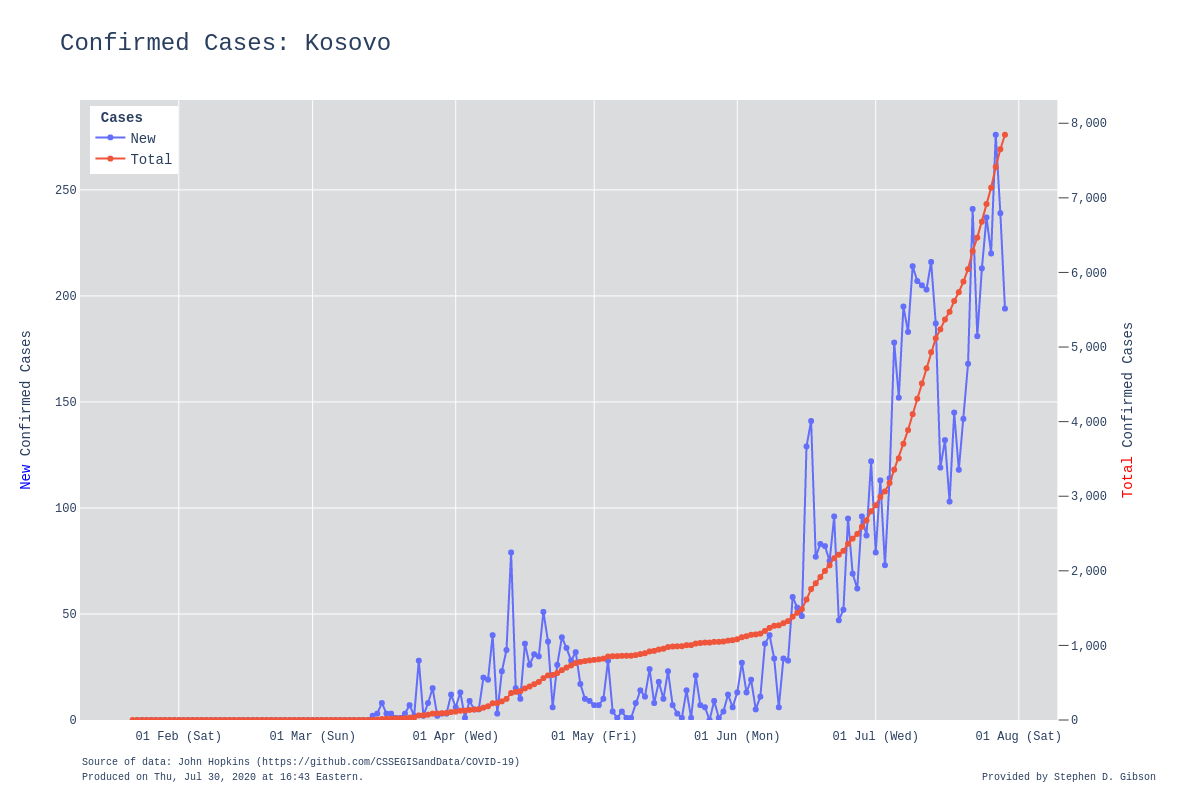 Confirmed Cases: Kosovo
Cases
New
Total
250
200
150
100
50
0
8,000
7,000
6,000
5,000
4,000
3,000
2,000
1,000
0
New Confirmed Cases
Total Confirmed Cases
01 Feb (Sat)
01 Mar (Sun)
01 Apr (Wed)
01 May (Fri)
01 Jun (Mon)
01 Jul (Wed)
01 Aug (Sat)
Source of data: John Hopkins (https://github.com/CSSEGISandData/COVID-19)
Produced on Thu, Jul 30, 2020 at 16:43 Eastern.
Provided by Stephen D. Gibson